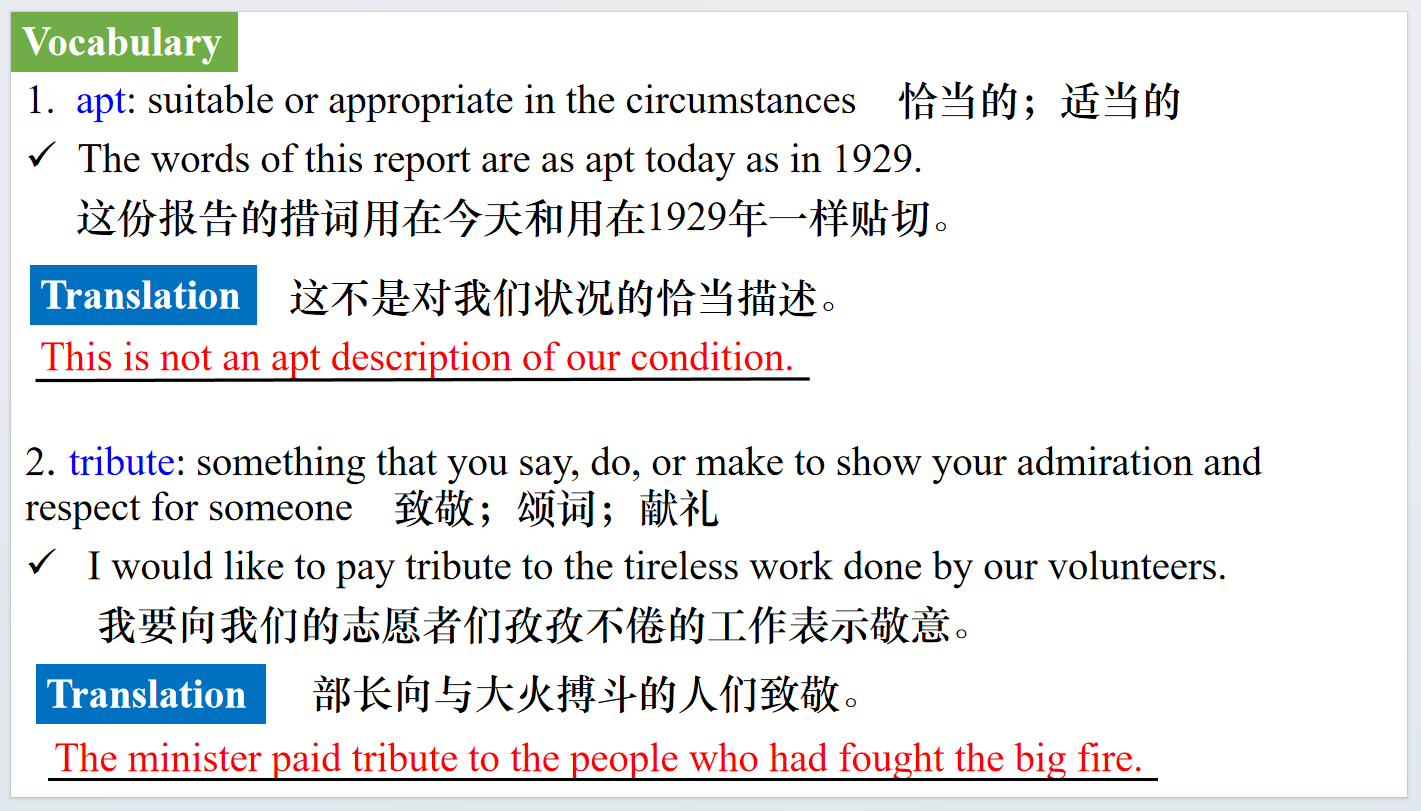 Vocabulary
1. apt: suitable or appropriate in the circumstances 恰当的；适当的
✓ The words of this report are as apt today as in 1929.
这份报告的措词用在今天和用在1929年一样贴切。
Translation 这不是对我们状况的恰当描述。
This is not an apt description of our condition.
2. tribute: something that you say, do, or make to show your admiration and
respect for someone 致敬；颂词；献礼
✓ I would like to pay tribute to the tireless work done by our volunteers.
我要向我们的志愿者们孜孜不倦的工作表示敬意。
Translation 部长向与大火搏斗的人们致敬。
The minister paid tribute to the people who had fought the big fire.